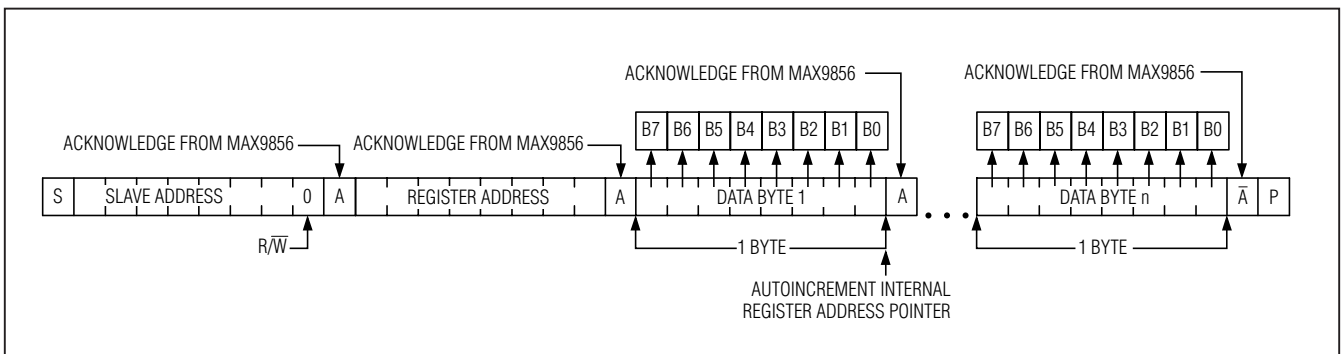 ACKNOWLEDGE FROM MAX9856 ACKNOWLEDGE FROM MAX9856
B7 B6 B5 B4 B3 B2 B1 B0 B7 B6 B5 B4 B3 B2 B1 B0
ACKNOWLEDGE FROM MAX9856 ACKNOWLEDGE FROM MAX9856
S SLAVE ADDRESS 0 A REGISTER ADDRESS A DATA BYTE 1 A • • • DATA BYTE n A̅ P
R/W̅ 1 BYTE 1 BYTE
AUTOINCREMENT INTERNAL
REGISTER ADDRESS POINTER